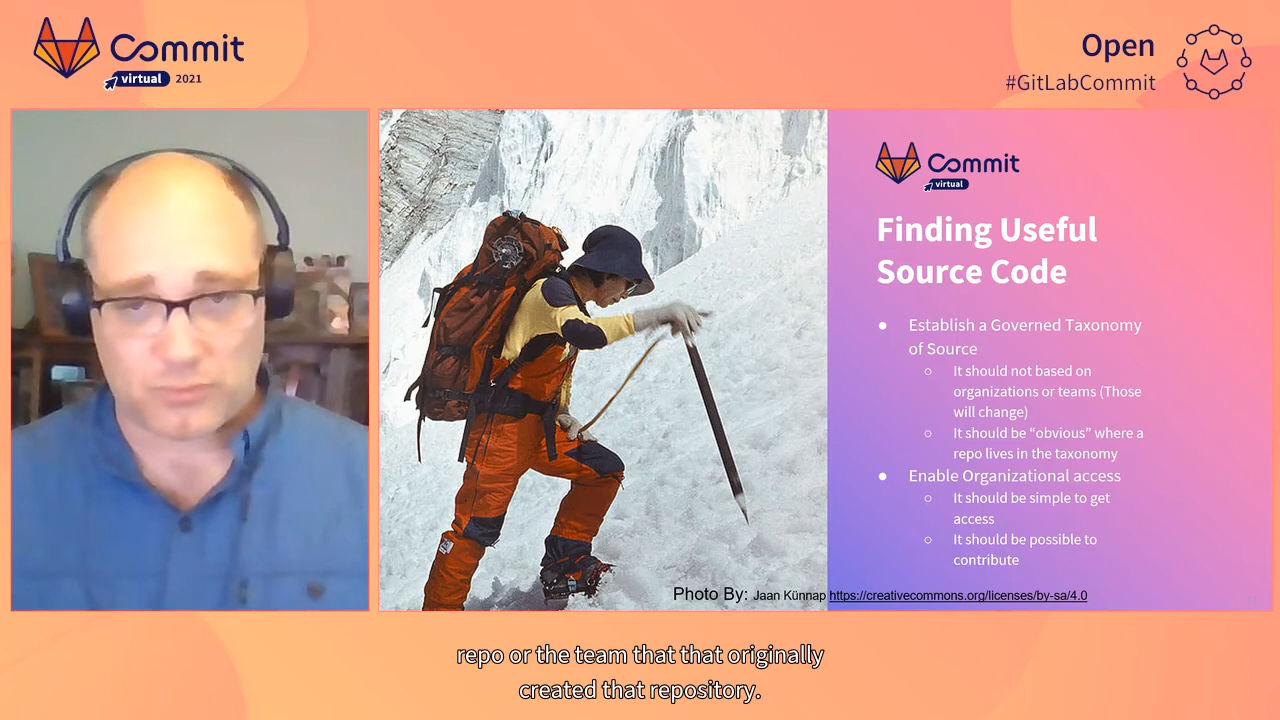 Commit
virtual 2021
Open
#GitLabCommit
Commit
virtual
Finding Useful
Source Code
● Establish a Governed Taxonomy
of Source
○ It should not based on
organizations or teams (Those
will change)
○ It should be “obvious” where a
repo lives in the taxonomy
● Enable Organizational access
○ It should be simple to get
access
○ It should be possible to
contribute
Photo By: Jaan Künnap https://creativecommons.org/licenses/by-sa/4.0
repo or the team that that originally
created that repository.